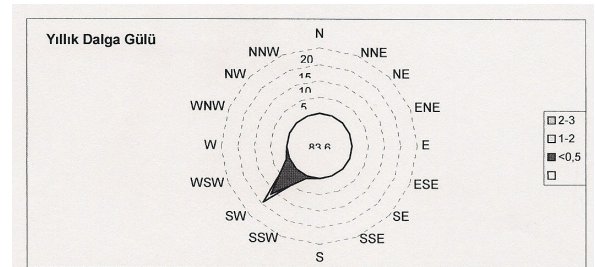 Yıllık Dalga Gülü
N
NNW
NNE
NW
NE
WNW
ENE
W
E
WSW
ESE
SW
SE
SSW
SSE
S
20
15
10
5
83,6
2-3
1-2
<0,5